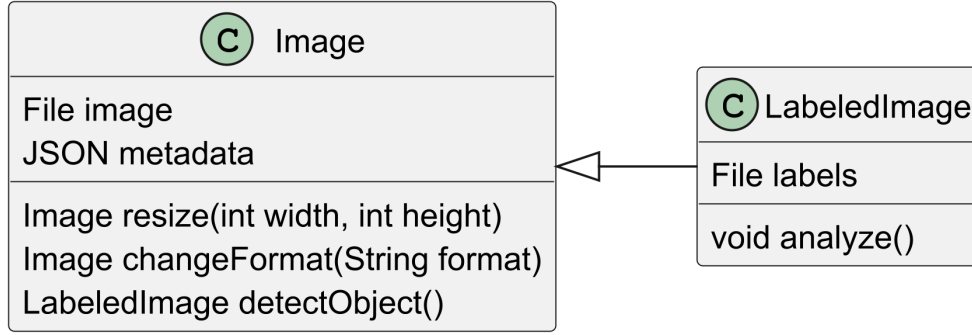 C Image
File image
JSON metadata
Image resize(int width, int height)
Image changeFormat(String format)
LabeledImage detectObject()
C LabeledImage
File labels
void analyze()